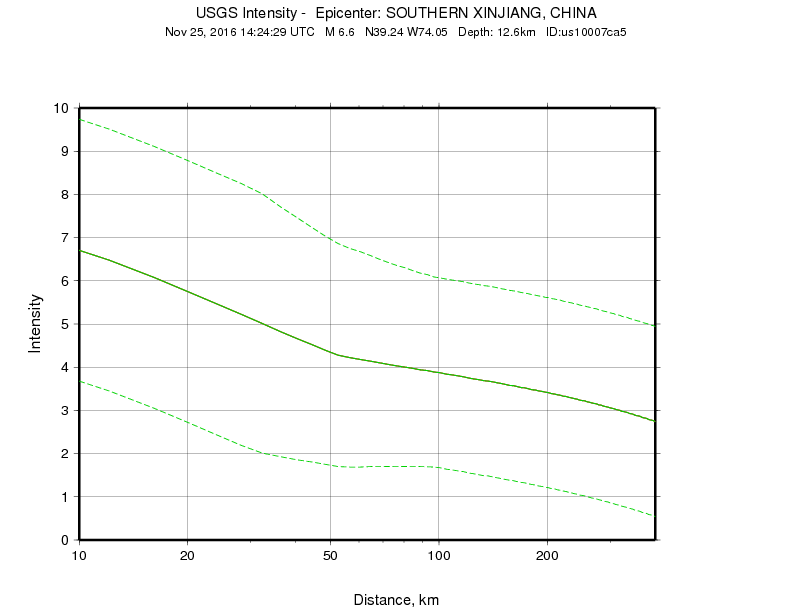 USGS Intensity - Epicenter: SOUTHERN XINJIANG, CHINA
Nov 25, 2016 14:24:29 UTC M 6.6 N39.24 W74.05 Depth: 12.6km ID:us10007ca5
10
9
8
7
6
5
4
3
2
1
0
Intensity
10 20 50 100 200
Distance, km